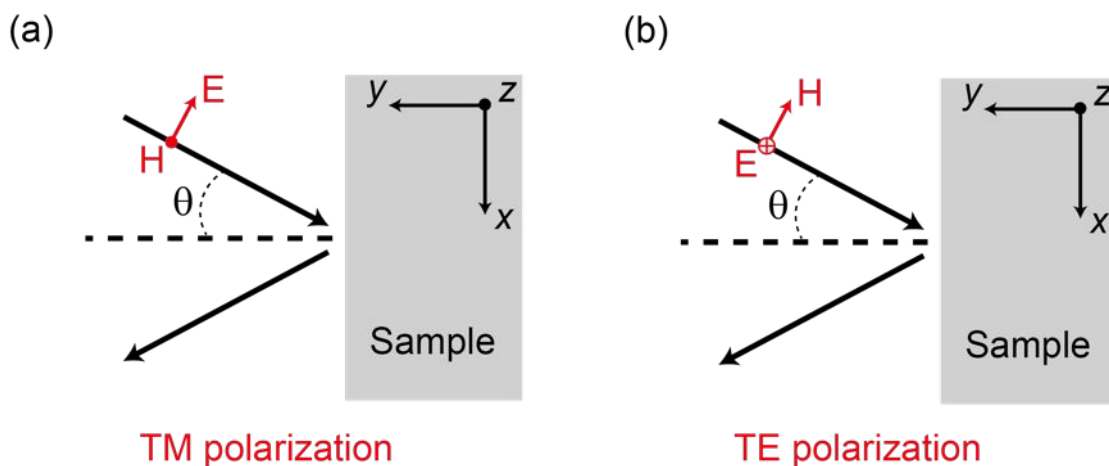 (a)
E
H
θ
y
z
x
Sample
TM polarization
(b)
H
E
θ
y
z
x
Sample
TE polarization